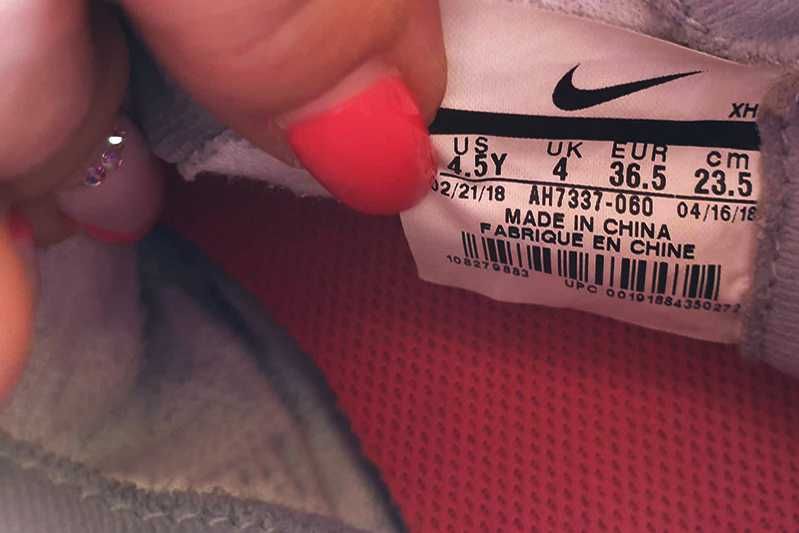 XH
US UK EUR cm
4.5Y 4 36.5 23.5
02/21/18 AH7337-060 04/16/18
MADE IN CHINA
FABRIQUE EN CHINE
108279883
UPC 00191884350272